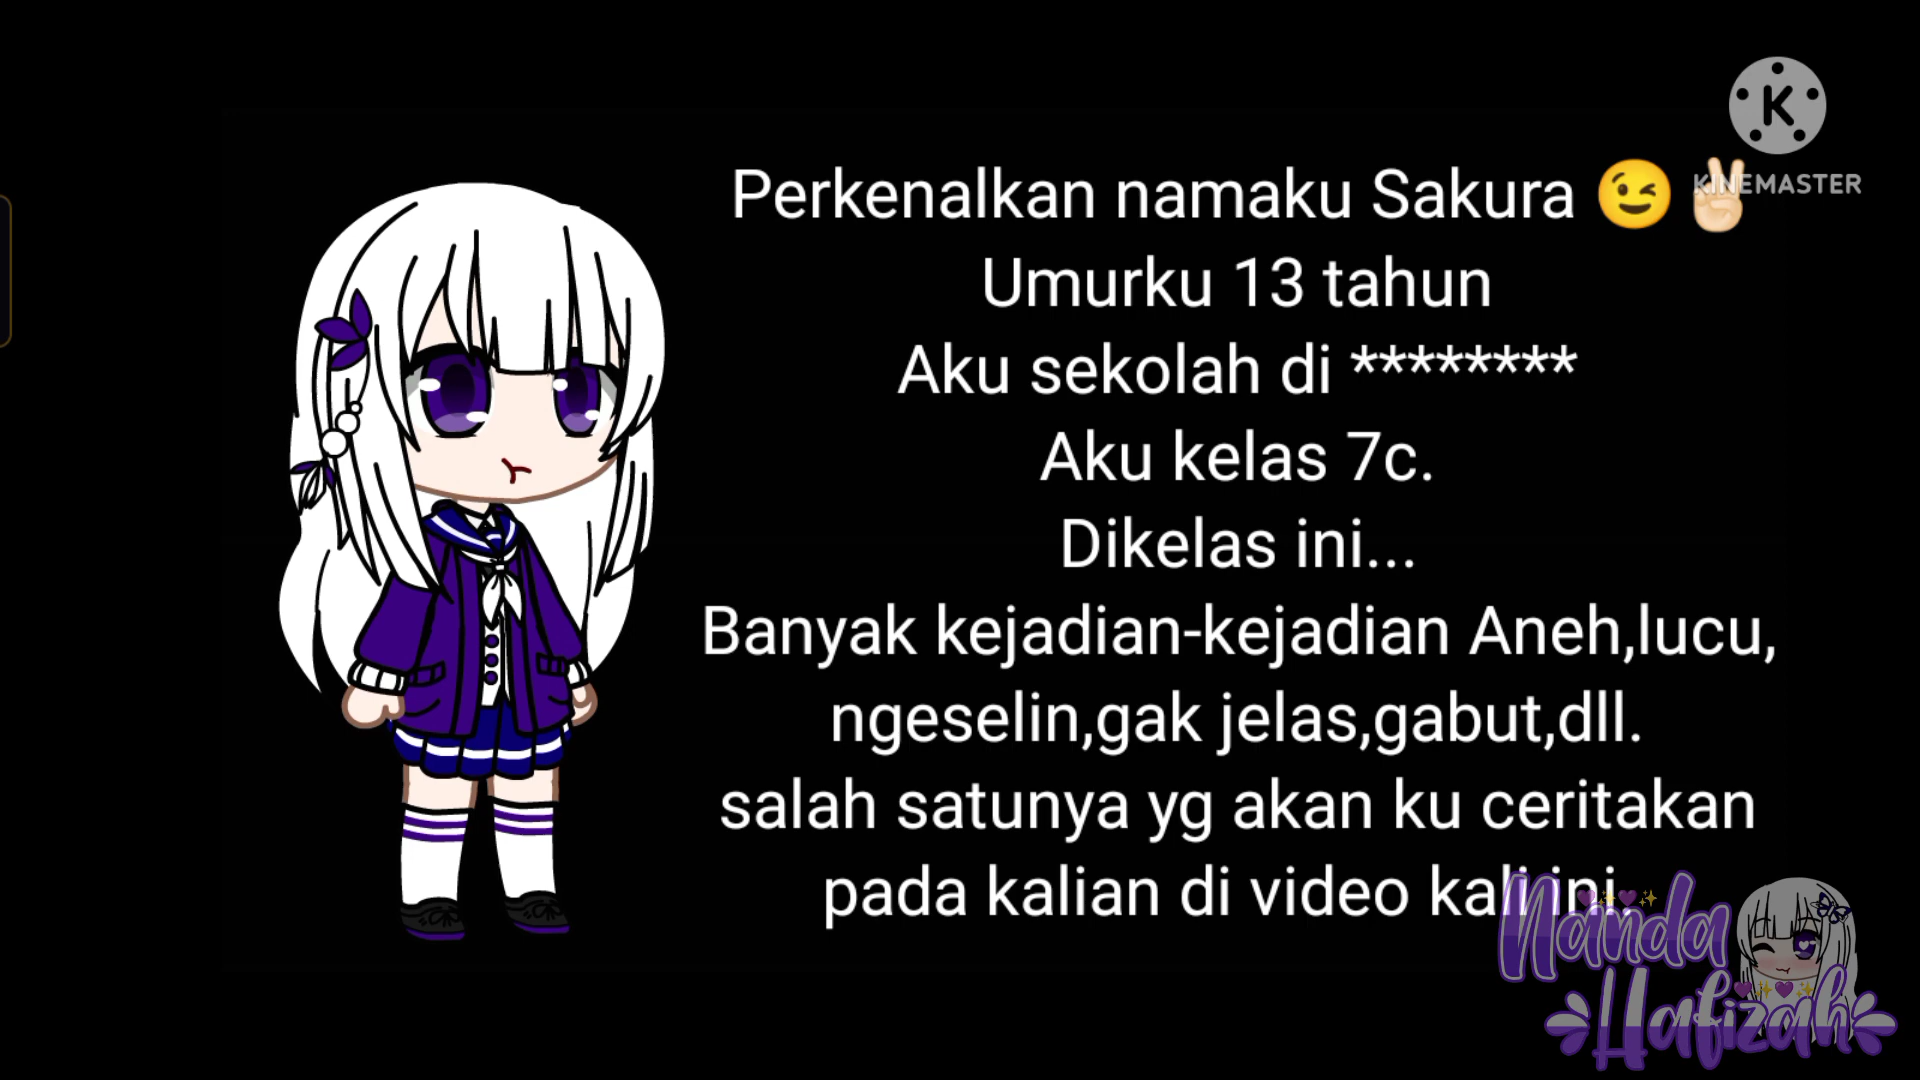 KINEMASTER
Perkenalkan namaku Sakura 😉✌🏻
Umurku 13 tahun
Aku sekolah di ********
Aku kelas 7c.
Dikelas ini...
Banyak kejadian-kejadian Aneh,lucu,
ngeselin,gak jelas,gabut,dll.
salah satunya yg akan ku ceritakan
pada kalian di video kali ini.
Nanda
Hafizah